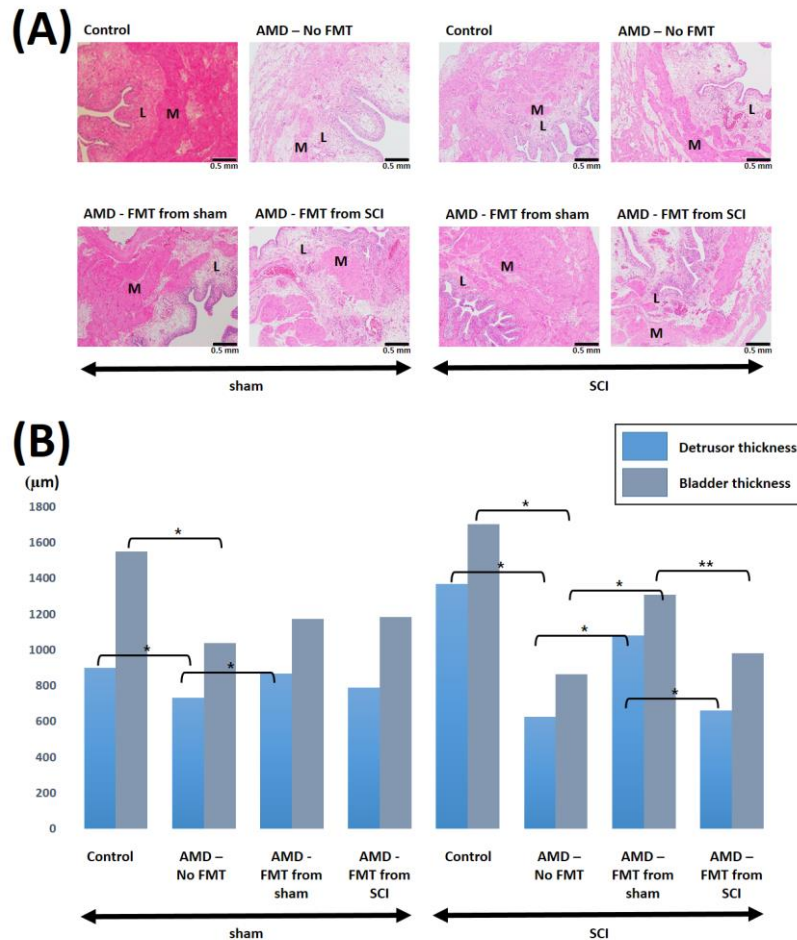 (A)
Control
AMD – No FMT
Control
AMD – No FMT
L
M
0.5 mm
M
L
0.5 mm
M
L
0.5 mm
L
M
0.5 mm
AMD - FMT from sham
AMD - FMT from SCI
AMD - FMT from sham
AMD - FMT from SCI
M
L
0.5 mm
L
M
0.5 mm
L
M
0.5 mm
L
M
0.5 mm
sham
SCI
(B)
(μm)
Detrusor thickness
Bladder thickness
1800
1600
1400
1200
1000
800
600
400
200
0
*
*
*
*
*
*
*
**
*
Control
AMD –
No FMT
AMD -
FMT from
sham
AMD -
FMT from
SCI
Control
AMD –
No FMT
AMD –
FMT from
sham
AMD –
FMT from
SCI
sham
SCI